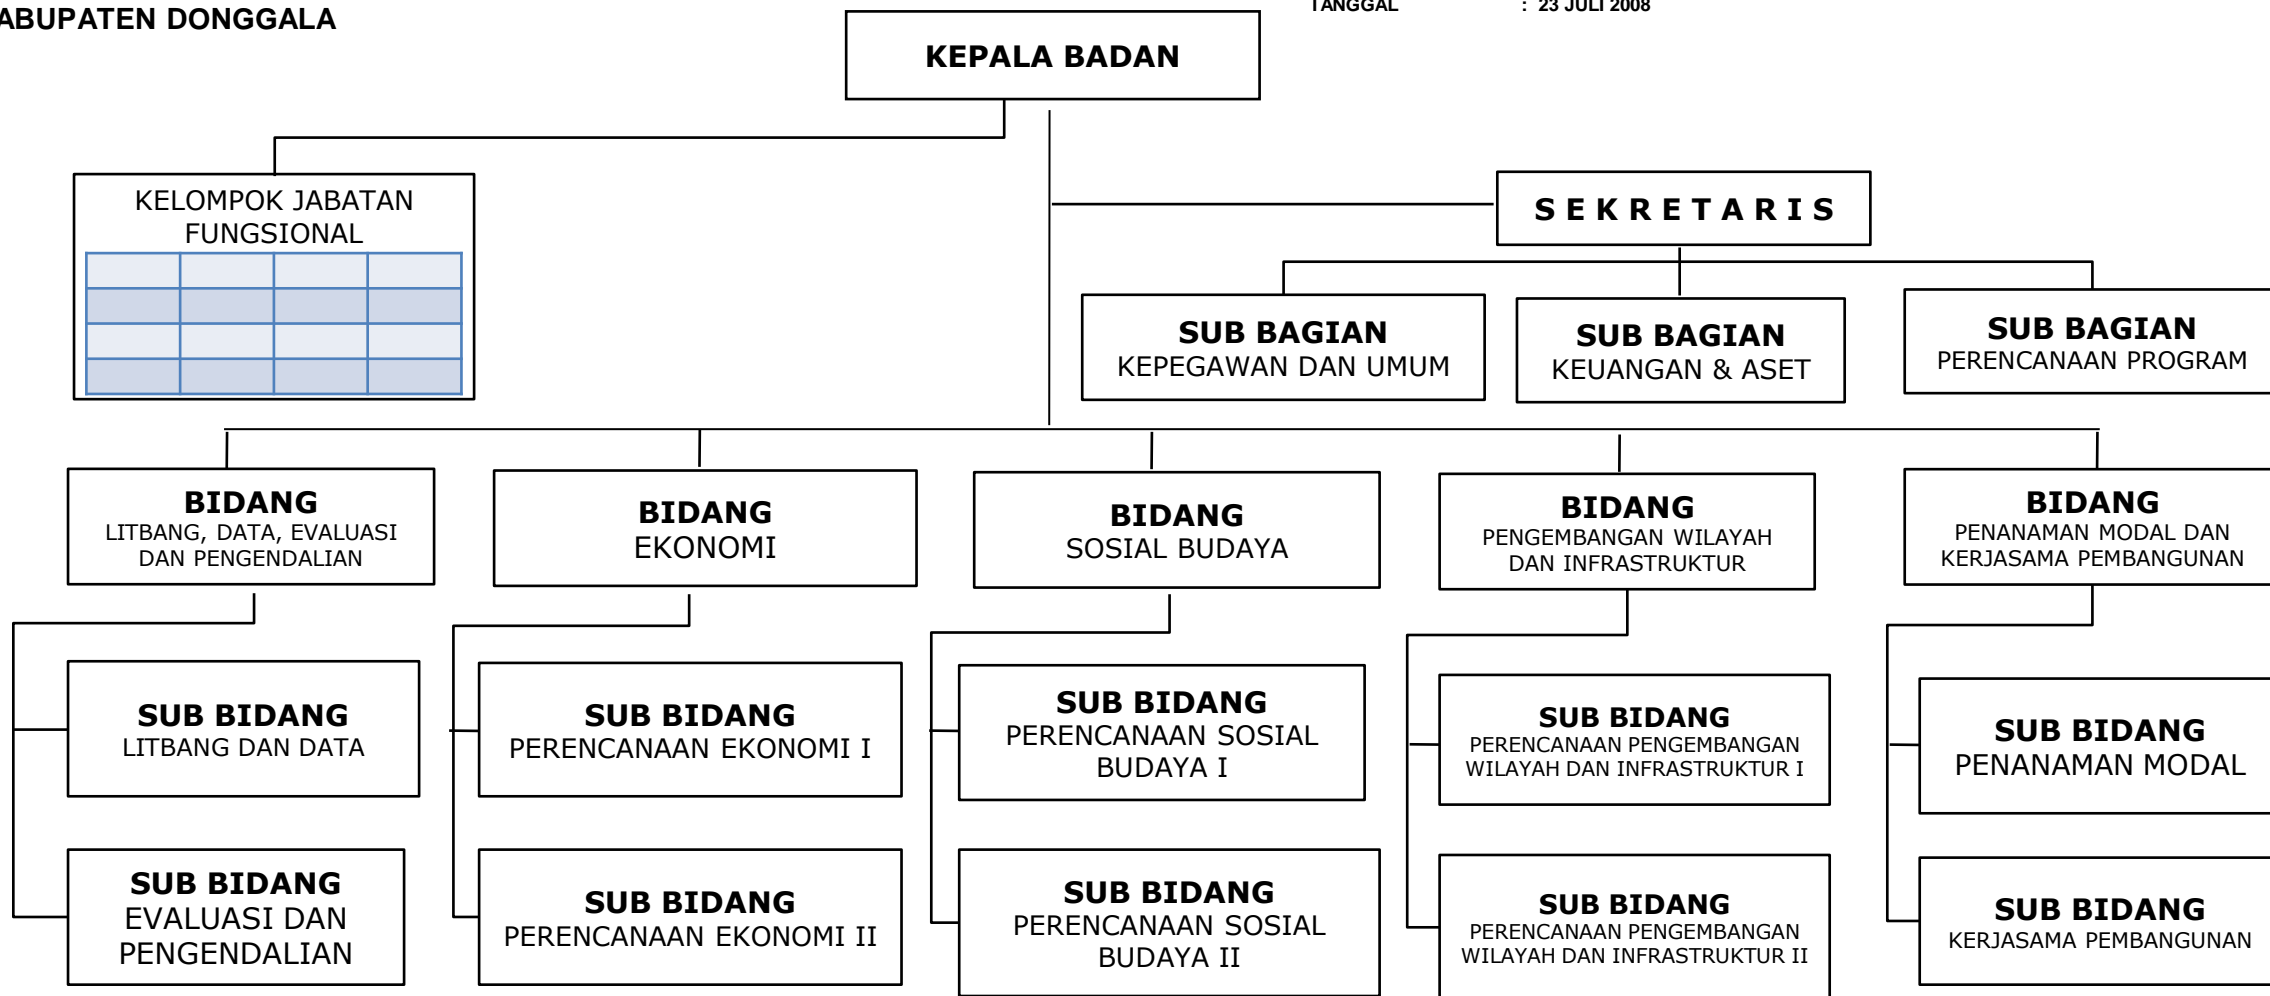 ABUPATEN DONGGALA
TANGGAL : 23 JULI 2008
KEPALA BADAN
KELOMPOK JABATAN
FUNGSIONAL
S E K R E T A R I S
SUB BAGIAN
KEPEGAWAN DAN UMUM
SUB BAGIAN
KEUANGAN & ASET
SUB BAGIAN
PERENCANAAN PROGRAM
BIDANG
LITBANG, DATA, EVALUASI
DAN PENGENDALIAN
BIDANG
EKONOMI
BIDANG
SOSIAL BUDAYA
BIDANG
PENGEMBANGAN WILAYAH
DAN INFRASTRUKTUR
BIDANG
PENANAMAN MODAL DAN
KERJASAMA PEMBANGUNAN
SUB BIDANG
LITBANG DAN DATA
SUB BIDANG
PERENCANAAN EKONOMI I
SUB BIDANG
PERENCANAAN SOSIAL
BUDAYA I
SUB BIDANG
PERENCANAAN PENGEMBANGAN
WILAYAH DAN INFRASTRUKTUR I
SUB BIDANG
PENANAMAN MODAL
SUB BIDANG
EVALUASI DAN
PENGENDALIAN
SUB BIDANG
PERENCANAAN EKONOMI II
SUB BIDANG
PERENCANAAN SOSIAL
BUDAYA II
SUB BIDANG
PERENCANAAN PENGEMBANGAN
WILAYAH DAN INFRASTRUKTUR II
SUB BIDANG
KERJASAMA PEMBANGUNAN